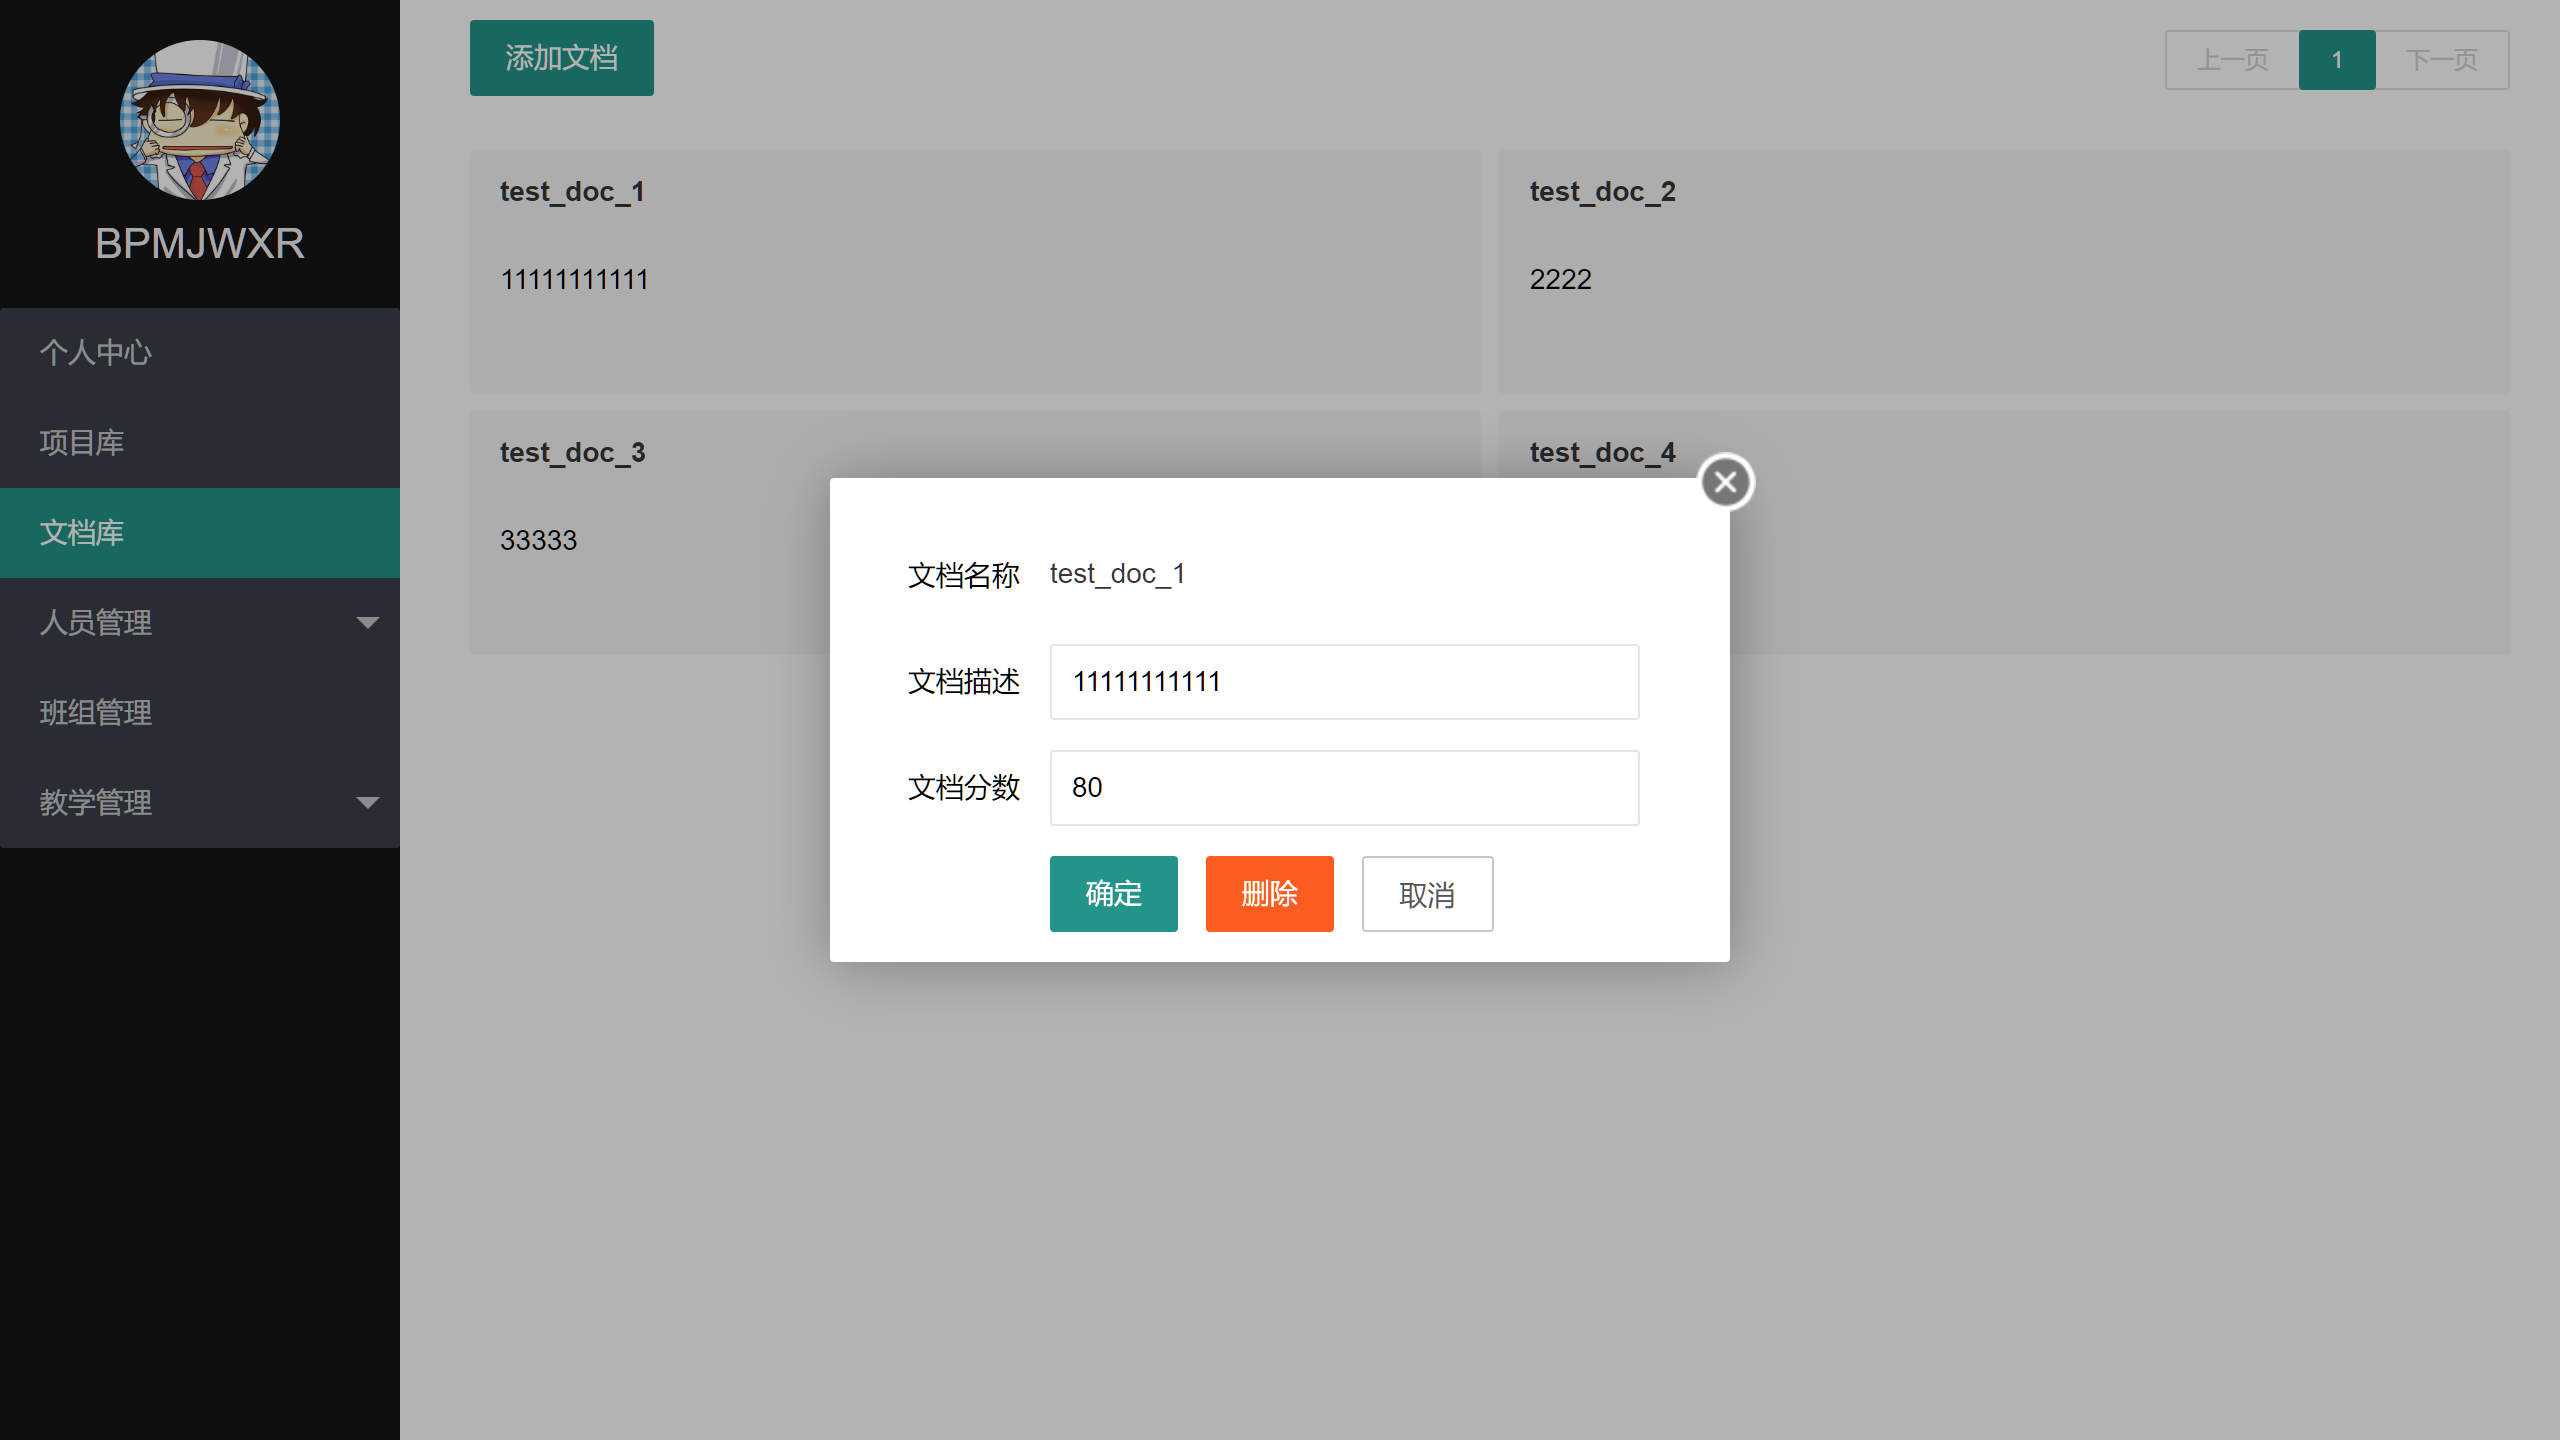 BPMJWXR
个人中心
项目库
文档库
人员管理
班组管理
教学管理
添加文档
上一页 1 下一页
test_doc_1
11111111111
test_doc_2
2222
test_doc_3
33333
test_doc_4
文档名称 test_doc_1
文档描述 11111111111
文档分数 80
确定 删除 取消